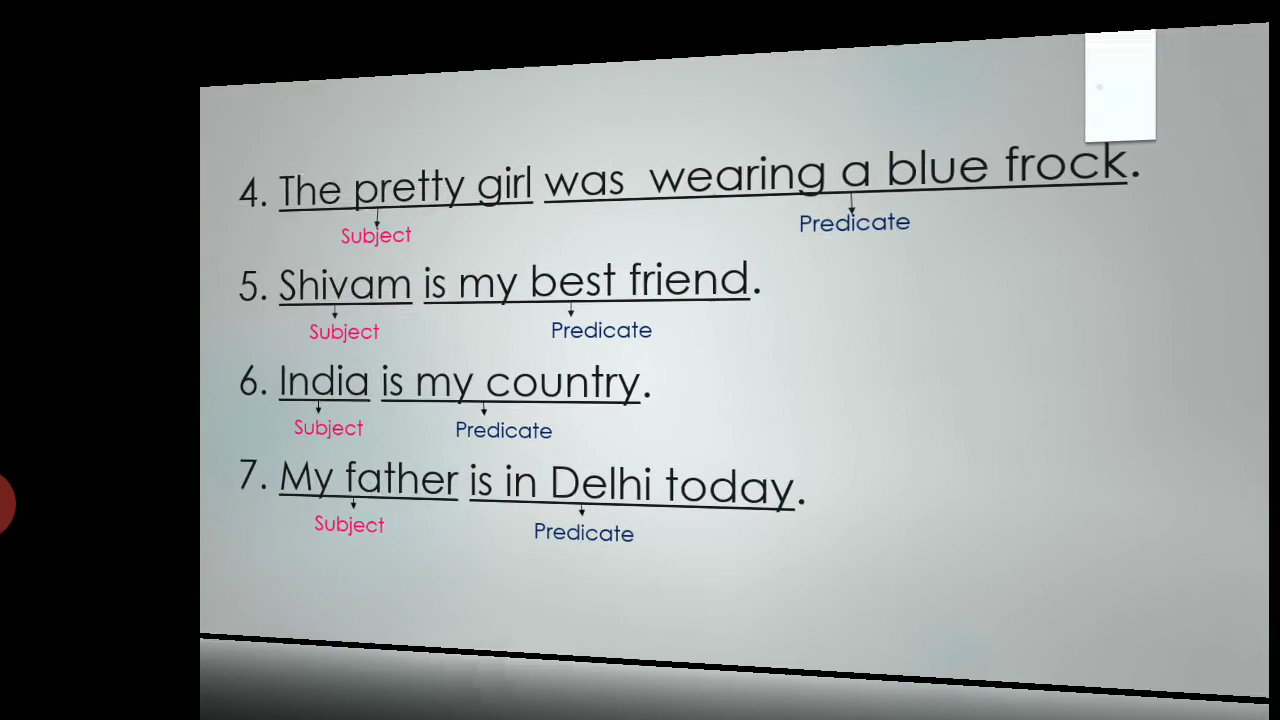 4. The pretty girl was wearing a blue frock.
Subject Predicate
5. Shivam is my best friend.
Subject Predicate
6. India is my country.
Subject Predicate
7. My father is in Delhi today.
Subject Predicate